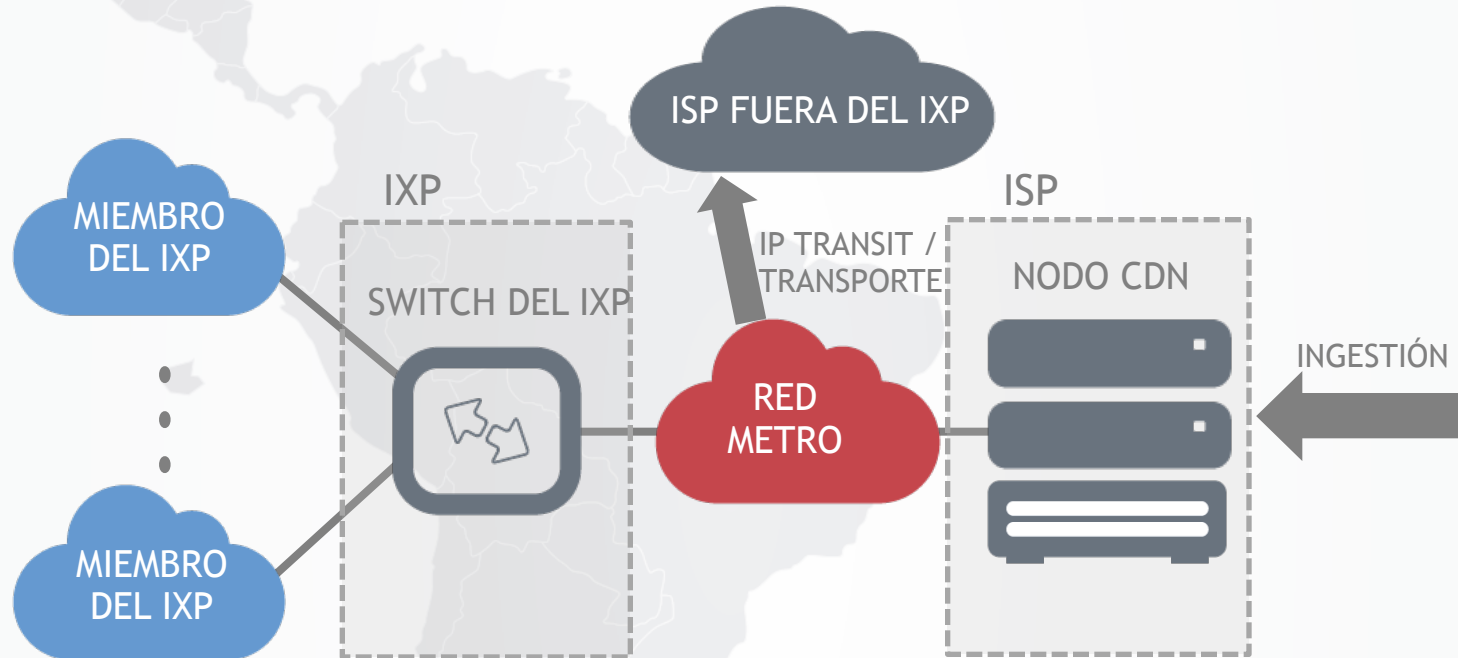 ISP FUERA DEL IXP
IXP
ISP
MIEMBRO
DEL IXP
IP TRANSIT /
TRANSPORTE
NODO CDN
SWITCH DEL IXP
INGESTIÓN
RED
METRO
MIEMBRO
DEL IXP